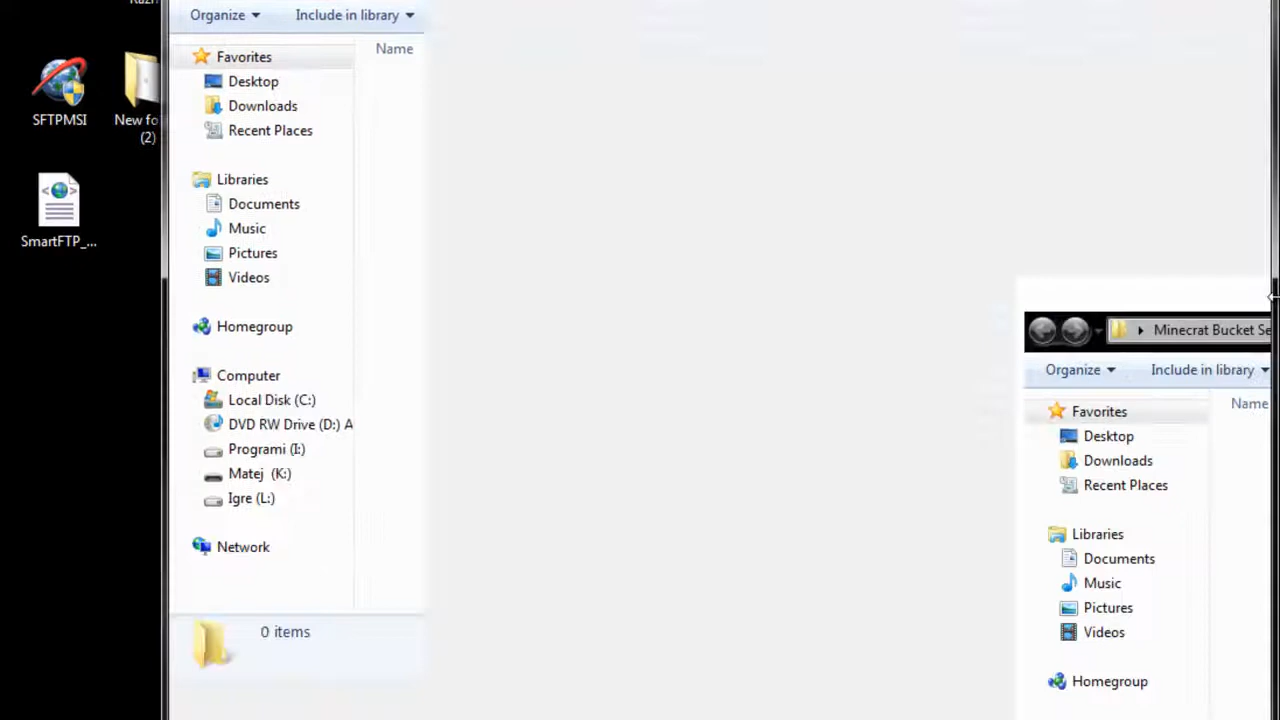 SFTPMSI
New fo
(2)
SmartFTP_...
Organize
Include in library
Name
Favorites
Desktop
Downloads
Recent Places
Libraries
Documents
Music
Pictures
Videos
Homegroup
Computer
Local Disk (C:)
DVD RW Drive (D:) A
Programi (I:)
Matej (K:)
Igre (L:)
Network
0 items
Minecrat Bucket Se
Organize
Include in library
Name
Favorites
Desktop
Downloads
Recent Places
Libraries
Documents
Music
Pictures
Videos
Homegroup